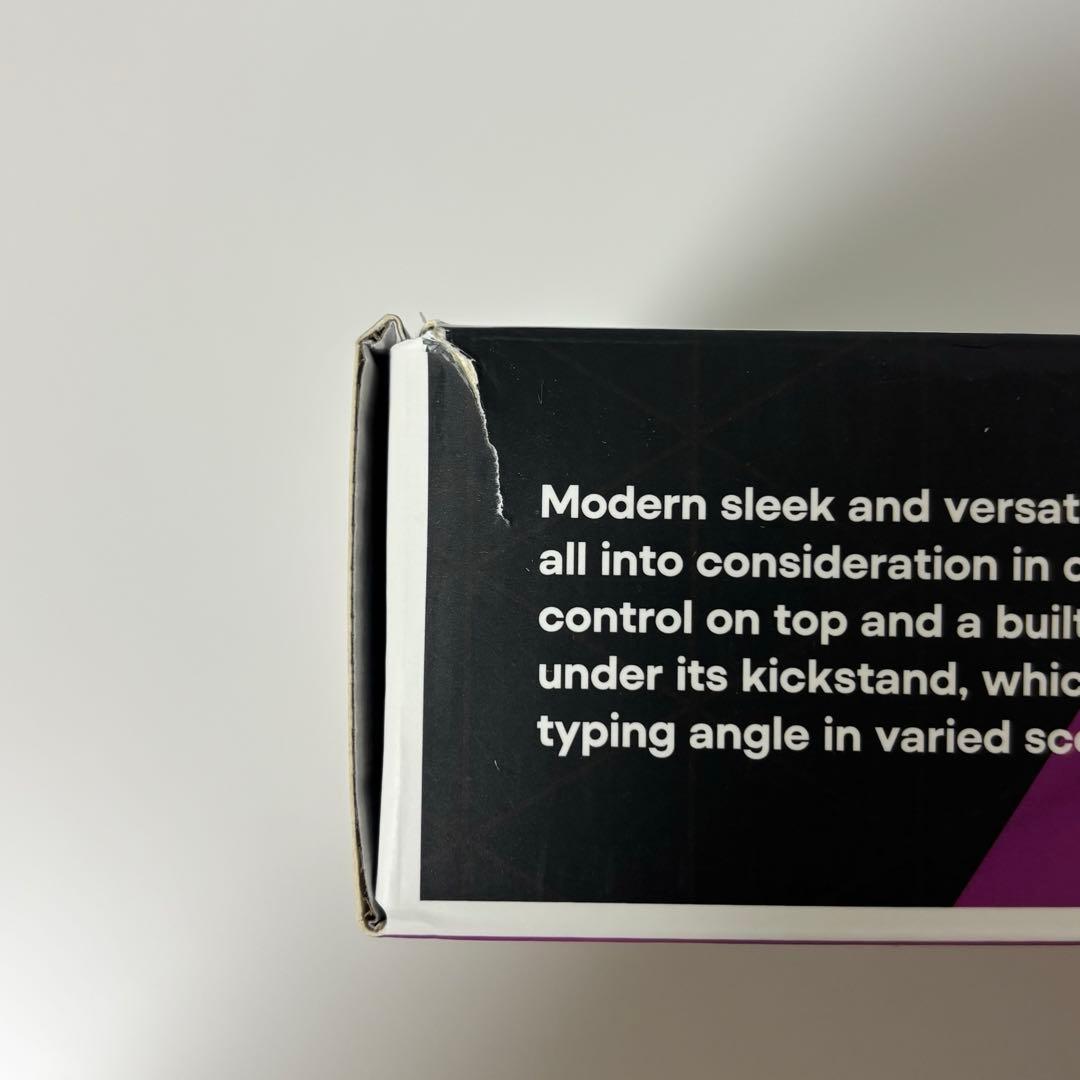 Modern sleek and versat
all into consideration in
control on top and a built
under its kickstand, whic
typing angle in varied sc